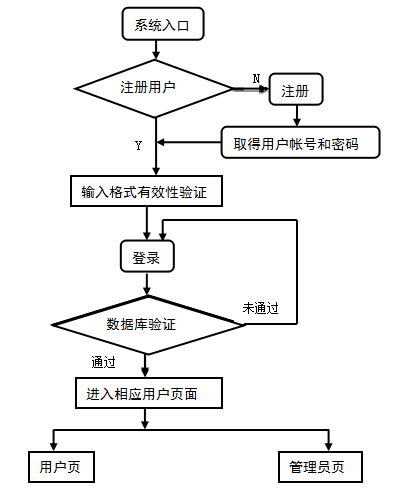 系统入口
注册用户
N
注册
Y
取得用户帐号和密码
输入格式有效性验证
登录
未通过
数据库验证
通过
进入相应用户页面
用户页
管理员页